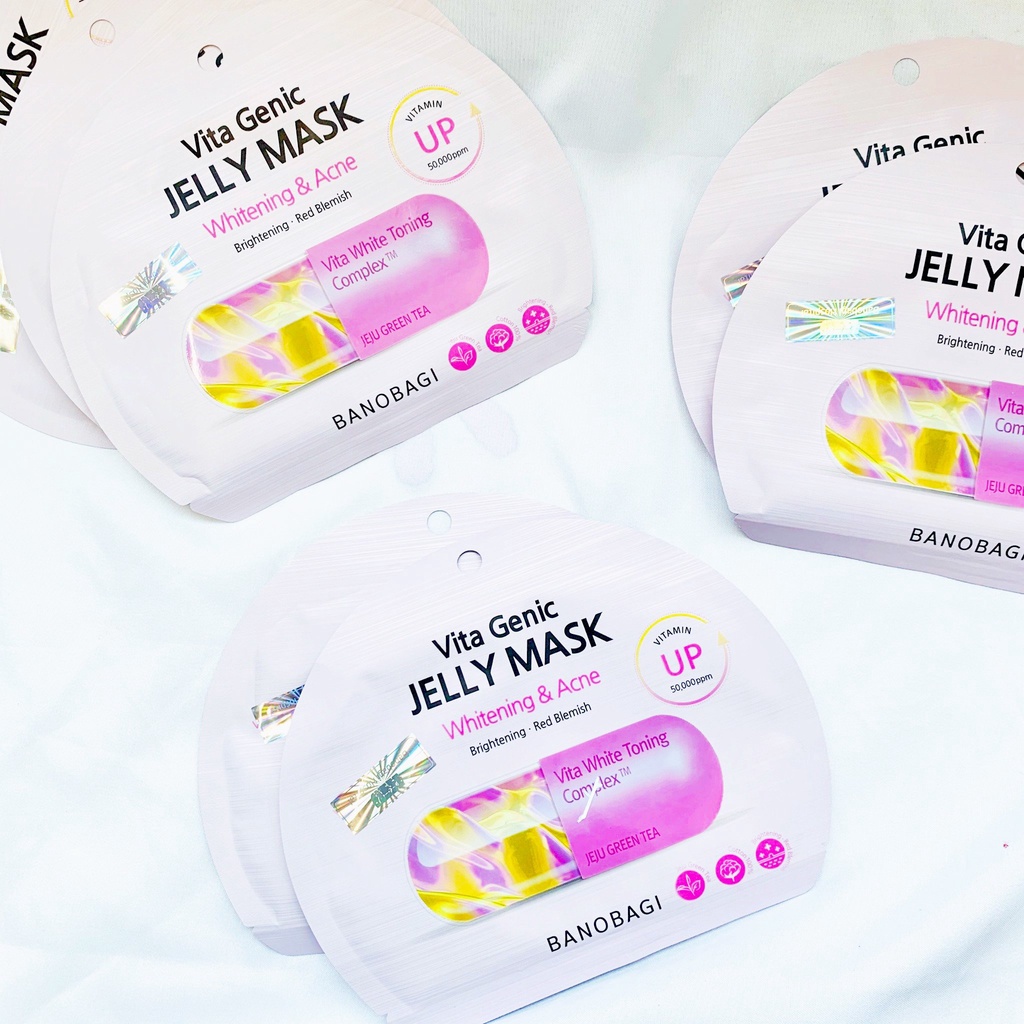 MASK
Vita Genic
JELLY MASK
Whitening & Acne
Brightening · Red Blemish
VITAMIN
UP
50,000ppm
Vita White Toning
Complex™
JEJU GREEN TEA
BANOBAGI
Vita Genic
Vita G
JELLY M
Whitening
Brightening · Red
Vita
Com
JEJU GRE
BANOBAGI
Vita Genic
JELLY MASK
Whitening & Acne
Brightening · Red Blemish
VITAMIN
UP
50,000ppm
Vita White Toning
Complex™
JEJU GREEN TEA
BANOBAGI